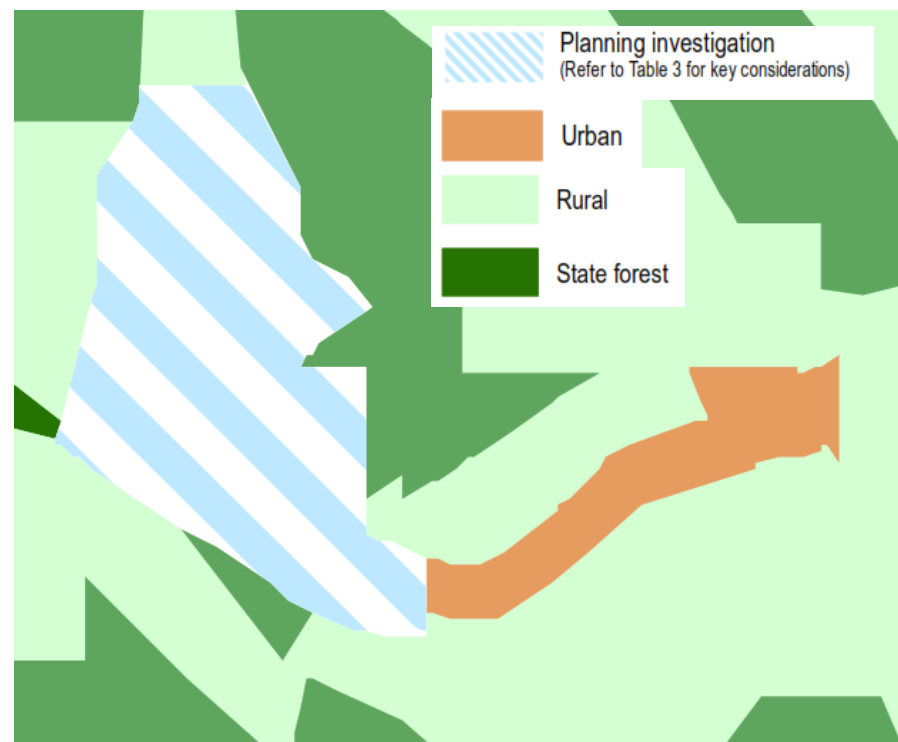 Planning investigation
(Refer to Table 3 for key considerations)
Urban
Rural
State forest